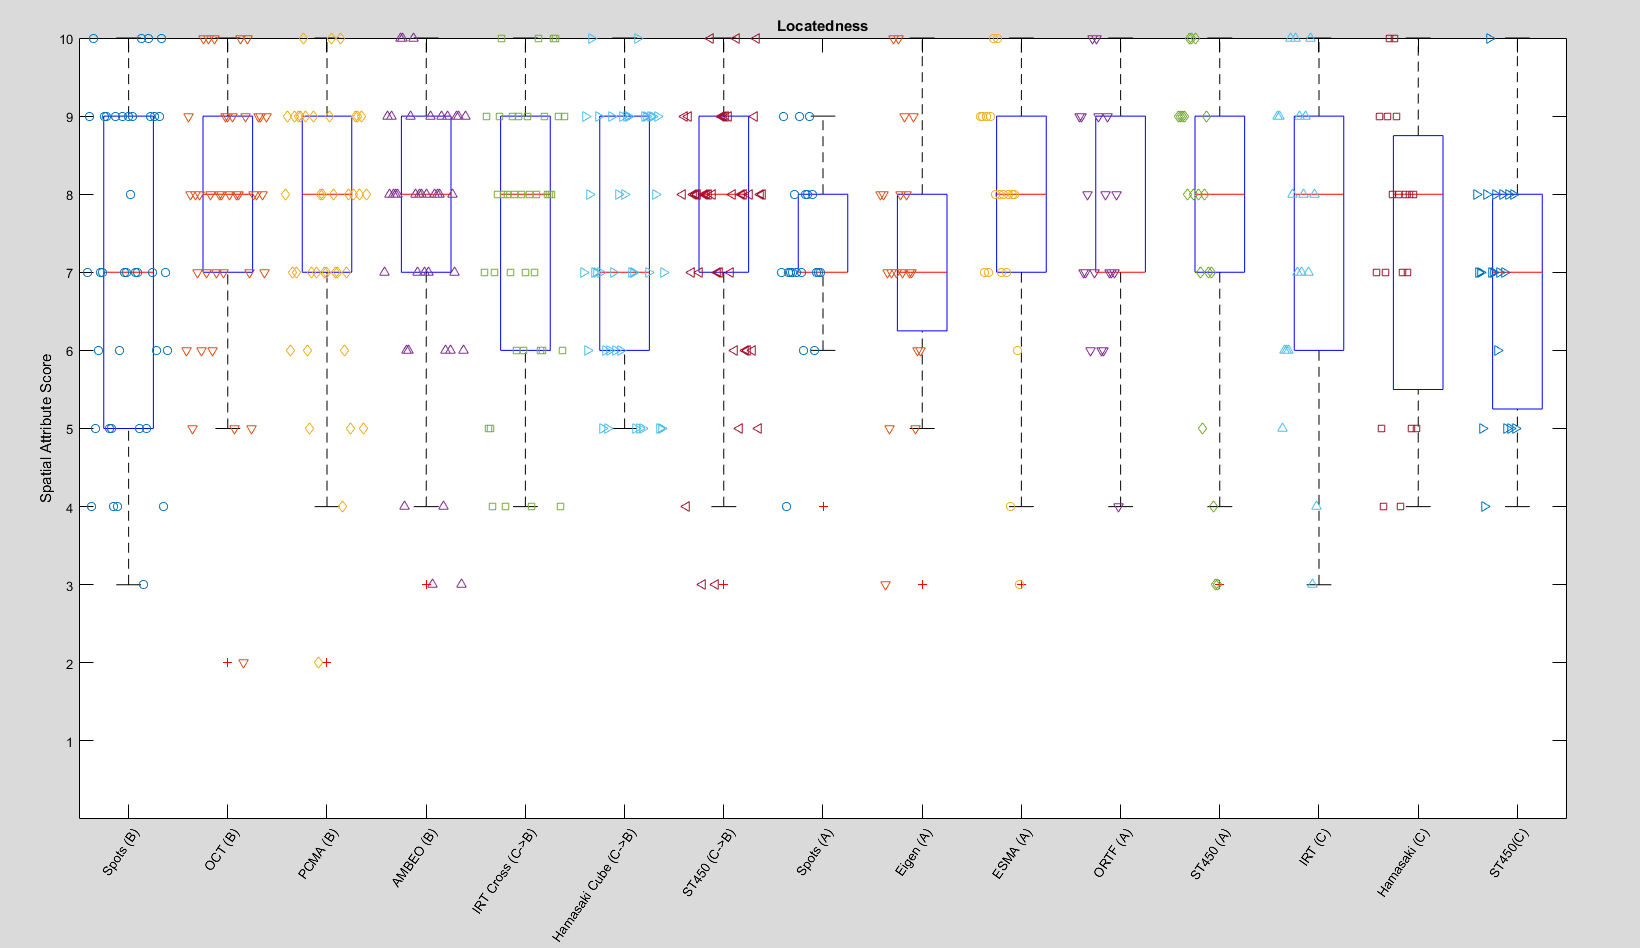 Locatedness
Spatial Attribute Score
10
9
8
7
6
5
4
3
2
1
Spots (B)
OCT (B)
PCMA (B)
AMBEO (B)
IRT Cross (C->B)
Hamasaki Cube (C->B)
ST450 (C->B)
Spots (A)
Eigen (A)
ESMA (A)
ORTF (A)
ST450 (A)
IRT (C)
Hamasaki (C)
ST450(C)